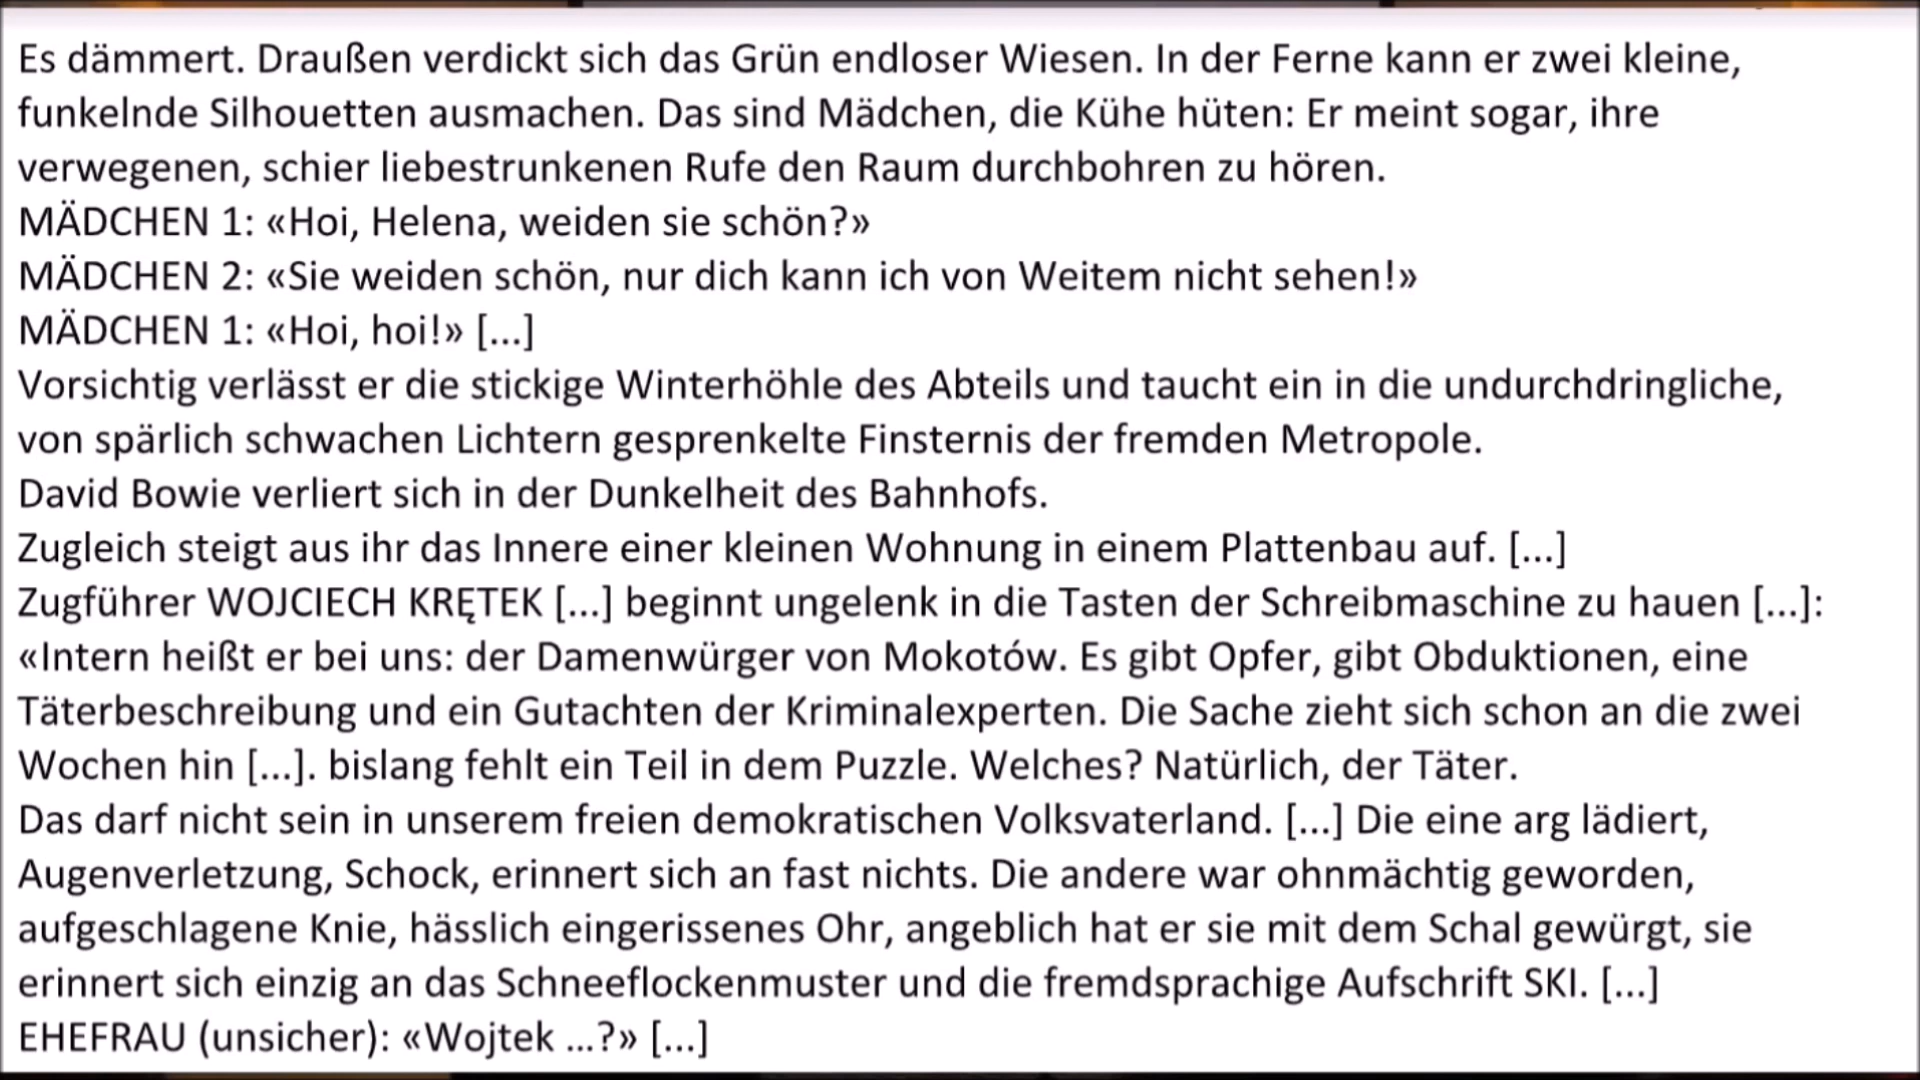 Es dämmert. Draußen verdickt sich das Grün endloser Wiesen. In der Ferne kann er zwei kleine,
funkelnde Silhouetten ausmachen. Das sind Mädchen, die Kühe hüten: Er meint sogar, ihre
verwegenen, schier liebestrunkenen Rufe den Raum durchbohren zu hören.
MÄDCHEN 1: «Hoi, Helena, weiden sie schön?»
MÄDCHEN 2: «Sie weiden schön, nur dich kann ich von Weitem nicht sehen!»
MÄDCHEN 1: «Hoi, hoi!» [...]
Vorsichtig verlässt er die stickige Winterhöhle des Abteils und taucht ein in die undurchdringliche,
von spärlich schwachen Lichtern gesprenkelte Finsternis der fremden Metropole.
David Bowie verliert sich in der Dunkelheit des Bahnhofs.
Zugleich steigt aus ihr das Innere einer kleinen Wohnung in einem Plattenbau auf. [...]
Zugführer WOJCIECH KRĘTEK [...] beginnt ungelenk in die Tasten der Schreibmaschine zu hauen [...]:
«Intern heißt er bei uns: der Damenwürger von Mokotów. Es gibt Opfer, gibt Obduktionen, eine
Täterbeschreibung und ein Gutachten der Kriminalexperten. Die Sache zieht sich schon an die zwei
Wochen hin [...]. bislang fehlt ein Teil in dem Puzzle. Welches? Natürlich, der Täter.
Das darf nicht sein in unserem freien demokratischen Volksvaterland. [...] Die eine arg lädiert,
Augenverletzung, Schock, erinnert sich an fast nichts. Die andere war ohnmächtig geworden,
aufgeschlagene Knie, hässlich eingerissenes Ohr, angeblich hat er sie mit dem Schal gewürgt, sie
erinnert sich einzig an das Schneeflockenmuster und die fremdsprachige Aufschrift SKI. [...]
EHEFRAU (unsicher): «Wojtek ...?» [...]